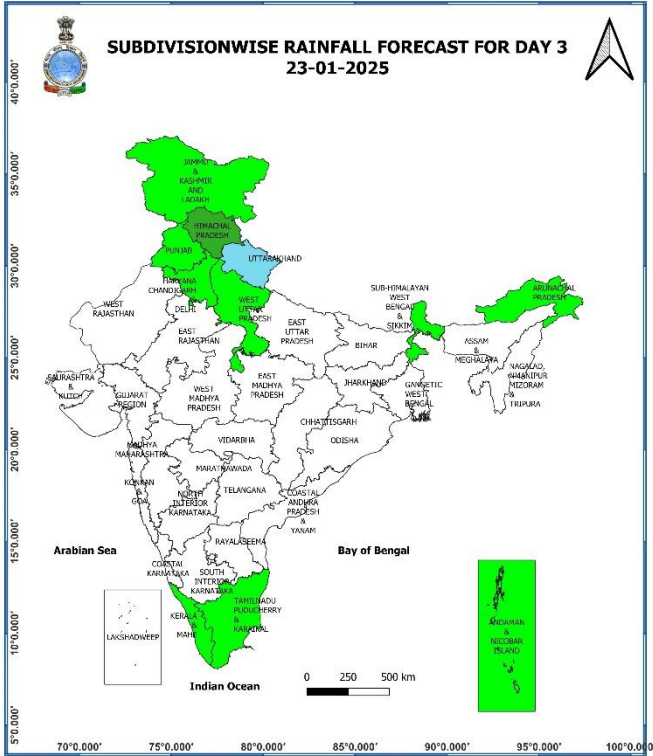 SUBDIVISIONWISE RAINFALL FORECAST FOR DAY 3
23-01-2025
40°0.000'
35°0.000'
30°0.000'
25°0.000'
20°0.000'
15°0.000'
10°0.000'
5°0.000'
JAMMU
&
KASHMIR
AND
LADAKH
HIMACHAL
PRADESH
PUNJAB
UTTARAKHAND
HARYANA
CHANDIGARH
DELHI
WEST
UTTAR
PRADESH
WEST
RAJASTHAN
EAST
RAJASTHAN
EAST
UTTAR
PRADESH
SUB-HIMALAYAN
WEST
BENGAL
&
SIKKIM
ARUNACHAL
PRADESH
BIHAR
ASSAM
&
MEGHALAYA
NAGALAD,
MANIPUR
MIZORAM
&
TRIPURA
SAURASHTRA
&
KUTCH
GUJARAT
REGION
WEST
MADHYA
PRADESH
EAST
MADHYA
PRADESH
JHARKHAND
GANGETIC
WEST
BENGAL
CHHATTISGARH
ODISHA
VIDARBHA
MADHYA
MAHARASHTRA
MARATHAWADA
KONKAN
&
GOA
NORTH
INTERIOR
KARNATAKA
TELANGANA
COASTAL
ANDHRA
PRADESH
&
YANAM
RAYALASEEMA
Arabian Sea
Bay of Bengal
COASTAL
KARNATAKA
SOUTH
INTERIOR
KARNATAKA
TAMILNADU
PUDUCHERRY
&
KARAIKAL
KERALA
&
MAHE
LAKSHADWEEP
ANDAMAN
&
NICOBAR
ISLAND
Indian Ocean
0 250 500 km
70°0.000' 75°0.000' 80°0.000' 85°0.000' 90°0.000' 95°0.000' 100°0.000'